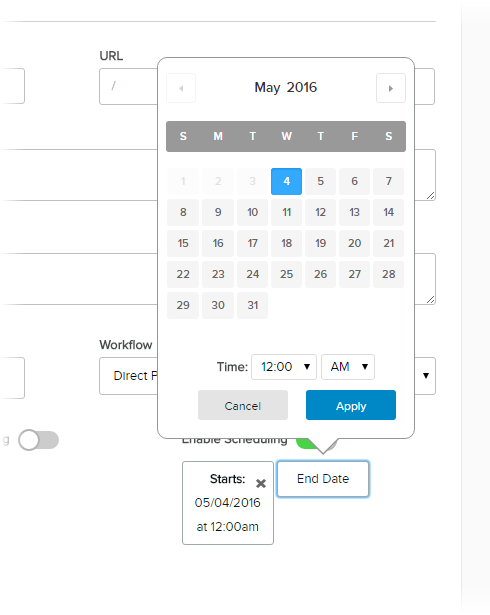 URL
/
May 2016
S M T W T F S
1 2 3 4 5 6 7
8 9 10 11 12 13 14
15 16 17 18 19 20 21
22 23 24 25 26 27 28
29 30 31
Workflow
Direct P
Time: 12:00 AM
Cancel Apply
g
Enable Scheduling
Starts:
05/04/2016
at 12:00am
End Date